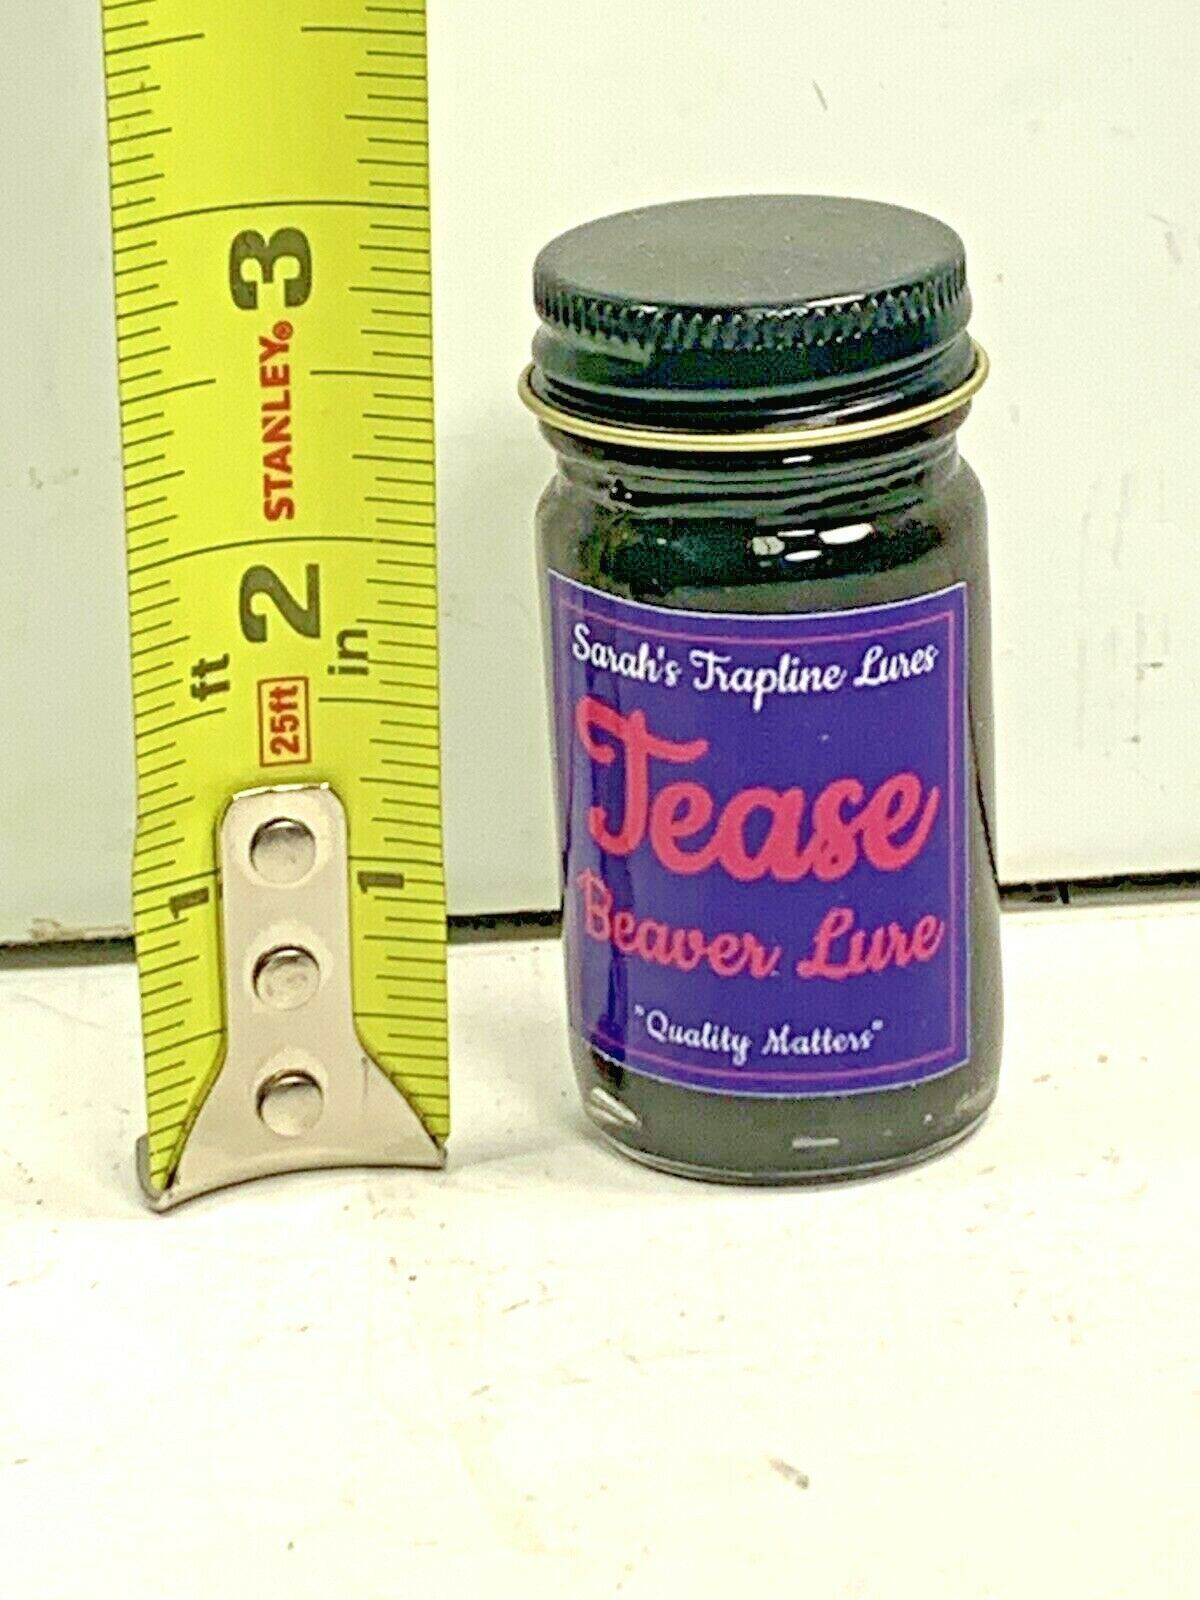 3
STANLEY®
2
ft
in
25ft
1
1
Sarah's Trapline Lures
Tease
Beaver Lure
"Quality Matters"